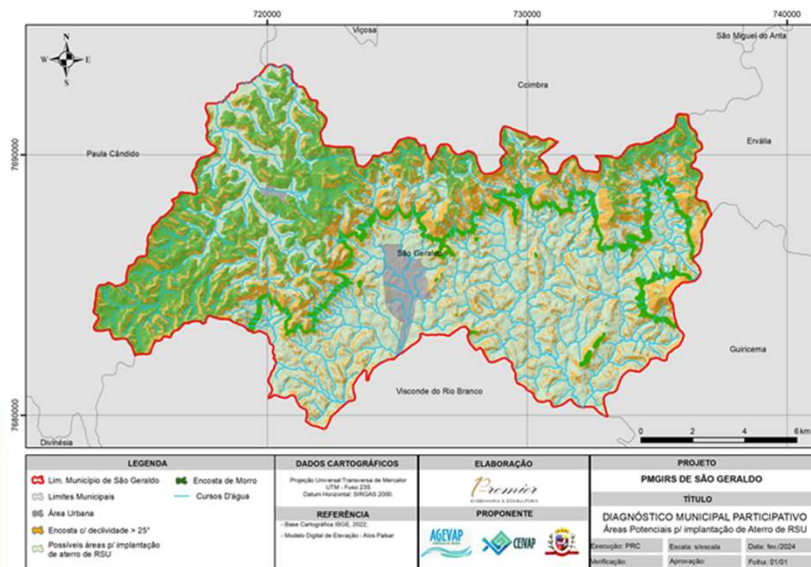 720000
730000
740000
Viçosa
São Miguel do Anta
N
W
E
S
Coimbra
Ervália
Paula Cândido
7690000
São Geraldo
Guiricema
Visconde do Rio Branco
7680000
Divinésia
0 2 4 6 km
LEGENDA
Lim. Município de São Geraldo
Limites Municipais
Área Urbana
Encosta c/ declividade > 25°
Possíveis áreas p/ implantação
de aterro de RSU
Encosta de Morro
Cursos D'água
DADOS CARTOGRÁFICOS
Projeção Universal Transversa de Mercator
UTM - Fuso 23S
Datum Horizontal: SIRGAS 2000.
REFERÊNCIA
- Base Cartográfica IBGE, 2022;
- Modelo Digital de Elevação - Alos Palsar
ELABORAÇÃO
Premier
ENGENHARIA & CONSULTORIA
PROPONENTE
AGEVAP
CEIVAP
PROJETO
PMGIRS DE SÃO GERALDO
TÍTULO
DIAGNÓSTICO MUNICIPAL PARTICIPATIVO
Áreas Potenciais p/ implantação de Aterro de RSU
Execução: PRC
Escala: s/escala
Data: fev./2024
Verificação:
Aprovação:
Folha: 01/01